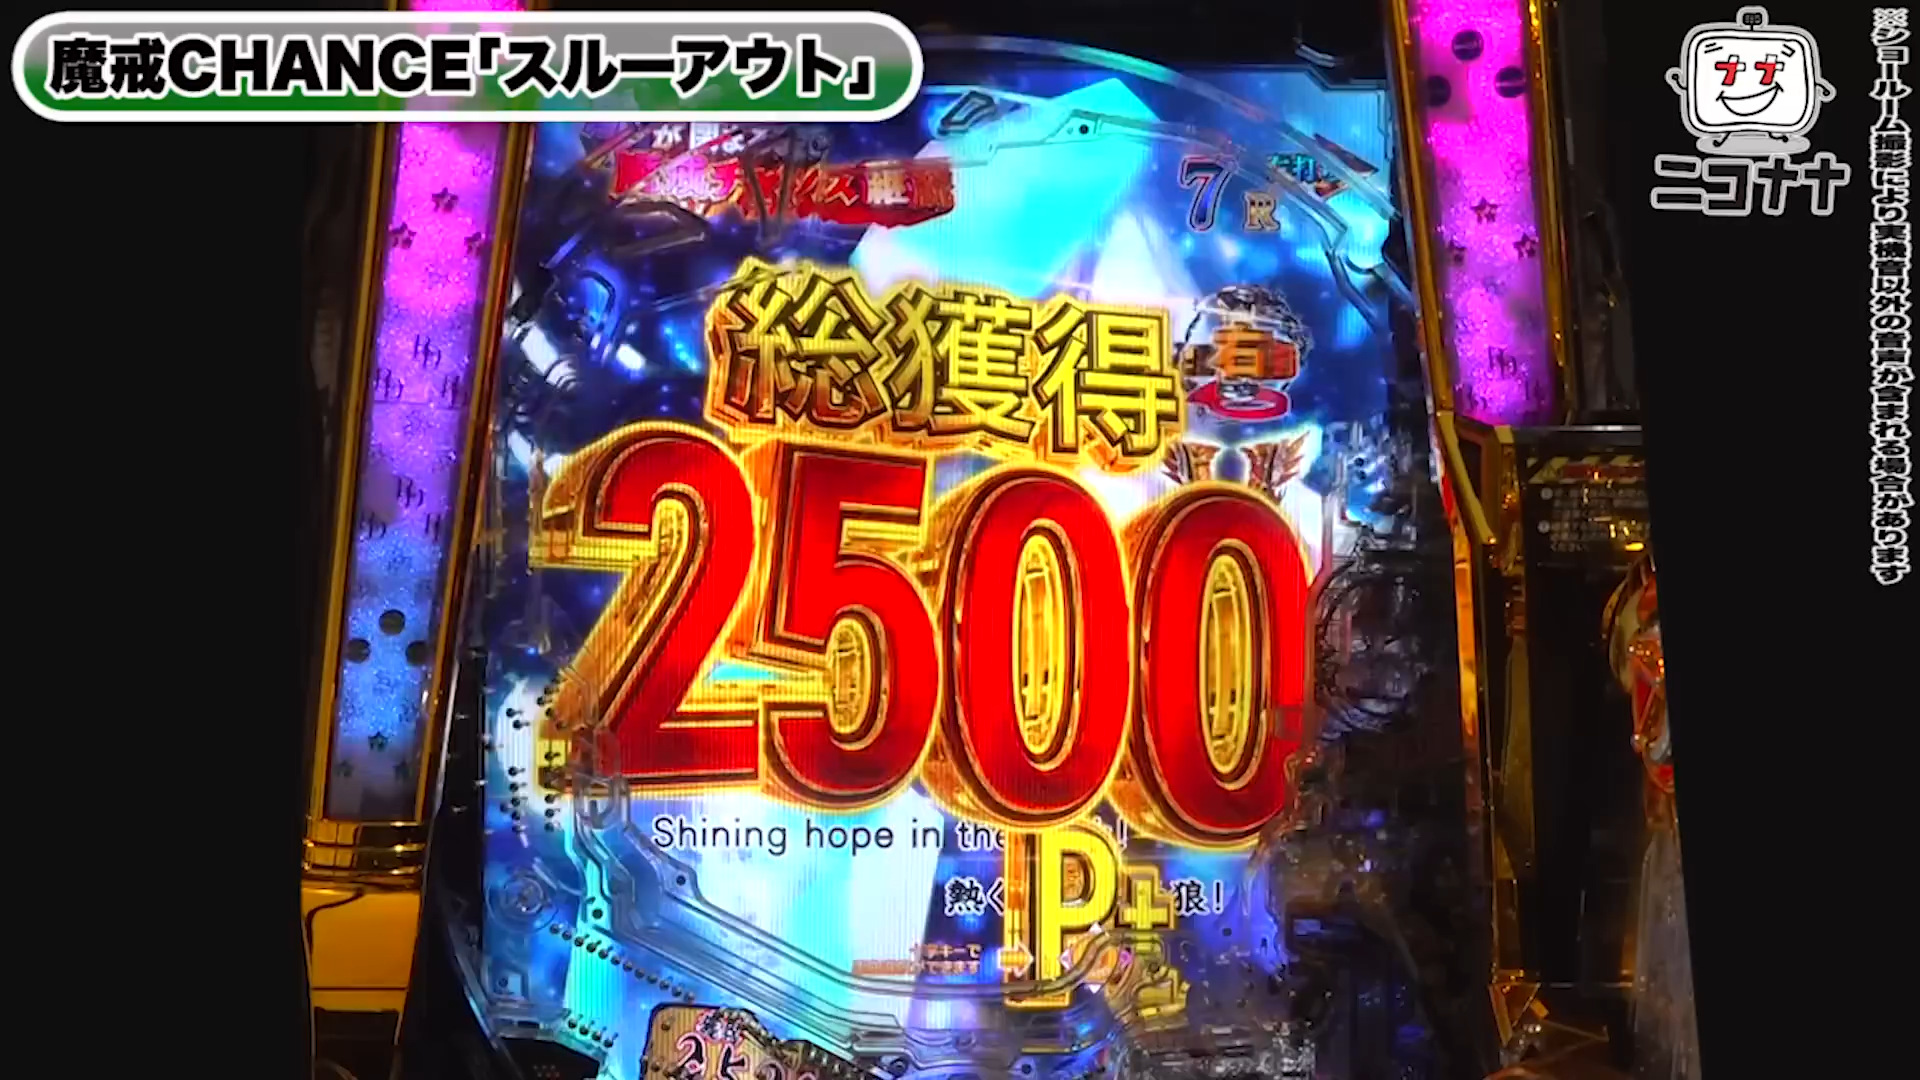 魔戒CHANCE「スルーアウト」
ニコナナ
※ショールーム撮影により実機音以外の音声が含まれる場合があります
7R
総獲得
右
2500
P+
Shining hope in the
熱く
狼！